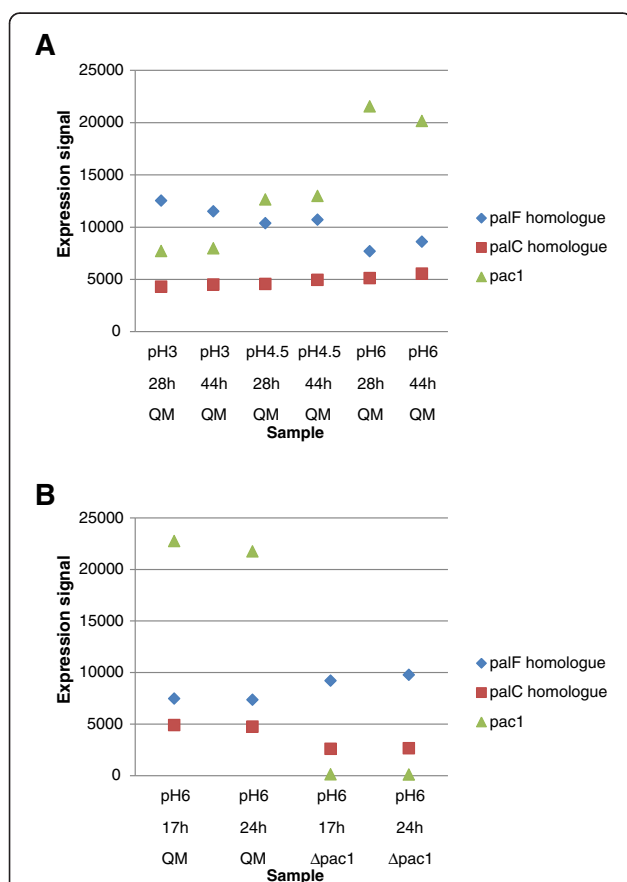 A
Expression signal
25000
20000
15000
10000
5000
0
pH3 pH3 pH4.5 pH4.5 pH6 pH6
28h 44h 28h 44h 28h 44h
QM QM QM QM QM QM
Sample
palF homologue
palC homologue
pac1
B
Expression signal
25000
20000
15000
10000
5000
0
pH6 pH6 pH6 pH6
17h 24h 17h 24h
QM QM Δpac1 Δpac1
Sample
palF homologue
palC homologue
pac1